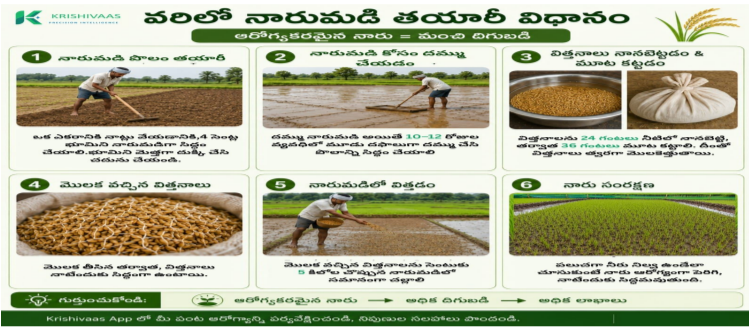 KRISHIVAAS
PRECISION INTELLIGENCE
వరిలో నారుమడి తయారీ విధానం
ఆరోగ్యకరమైన నారు = మంచి దిగుబడి
1 నారుమడి పొలం తయారీ
ఒక ఎకరానికి నాట్లు వేయడానికి,4 సెంట్ల
భూమిని నారుమడిగా సిద్ధం
చేయాలి.భూమిని మెత్తగా దుక్కి చేసి
చదును చేయండి.
2 నారుమడి కోసం దమ్ము
చేయడం
దమ్ము నారుమడి అయితే 10–12 రోజుల
వ్యవధిలో మూడు దఫాలుగా దమ్ము చేసి
పొలాన్ని సిద్ధం చేయాలి
3 విత్తనాలు నానబెట్టడం &
మూట కట్టడం
విత్తనాలను 24 గంటలు నీటిలో నానబెట్టి,
తర్వాత 36 గంటలు మూట కట్టాలి. దీంతో
విత్తనాలు త్వరగా మొలకెత్తుతాయి.
4 మొలక వచ్చిన విత్తనాలు
మొలక తీసిన తర్వాత, విత్తనాలు
నాటేందుకు సిద్ధంగా ఉంటాయి.
5 నారుమడిలో విత్తడం
మొలక వచ్చిన విత్తనాలను సెంటుకు
5 కిలోల చొప్పున నారుమడిలో
సమానంగా చల్లాలి
6 నారు సంరక్షణ
పలుచగా నీరు నిల్వ ఉండేలా
చూసుకుంటే నారు ఆరోగ్యంగా పెరిగి,
నాటేందుకు సిద్ధమవుతుంది.
గుర్తుంచుకోండి: ఆరోగ్యకరమైన నారు → అధిక దిగుబడి → అధిక లాభాలు
Krishivaas App లో మీ పంట ఆరోగ్యాన్ని పర్యవేక్షించండి, నిపుణుల సలహాలు పొందండి.